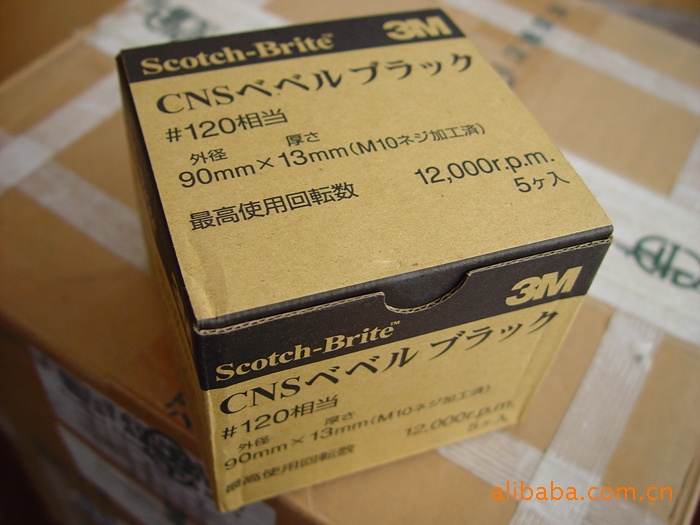 Scotch-Brite™ 3M
CNSベベル ブラック
#120相当
外径 厚さ
90mm×13mm(M10ネジ加工済)
最高使用回転数 12,000r.p.m.
5ヶ入
Scotch-Brite™ 3M
CNSベベル ブラック
#120相当
外径 厚さ
90mm×13mm(M10ネジ加工済)
最高使用回転数 12,000r.p.m.
5ヶ入
alibaba.com.cn